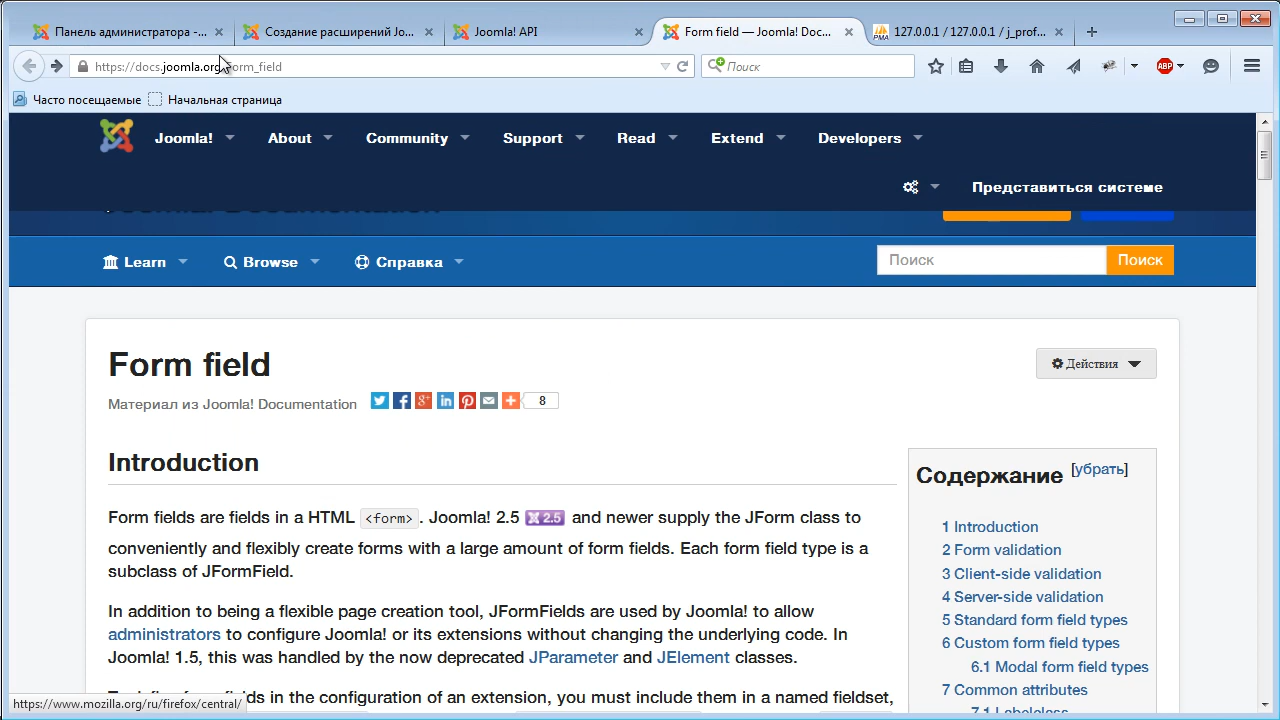 Панель администратора -...
Создание расширений Jo...
Joomla! API
Form field — Joomla! Doc...
127.0.0.1 / 127.0.0.1 / j_prof...
https://docs.joomla.org/Form_field
Поиск
ABP
Часто посещаемые
Начальная страница
Joomla!
About
Community
Support
Read
Extend
Developers
Представиться системе
Joomla! Documentation
Learn
Browse
Справка
Поиск
Поиск
Form field
Действия
Материал из Joomla! Documentation
8
Introduction
Form fields are fields in a HTML <form>. Joomla! 2.5 2.5 and newer supply the JForm class to
conveniently and flexibly create forms with a large amount of form fields. Each form field type is a
subclass of JFormField.
In addition to being a flexible page creation tool, JFormFields are used by Joomla! to allow
administrators to configure Joomla! or its extensions without changing the underlying code. In
Joomla! 1.5, this was handled by the now deprecated JParameter and JElement classes.
fields in the configuration of an extension, you must include them in a named fieldset,
Содержание [убрать]
1 Introduction
2 Form validation
3 Client-side validation
4 Server-side validation
5 Standard form field types
6 Custom form field types
6.1 Modal form field types
7 Common attributes
7.1 Labelclass
https://www.mozilla.org/ru/firefox/central/